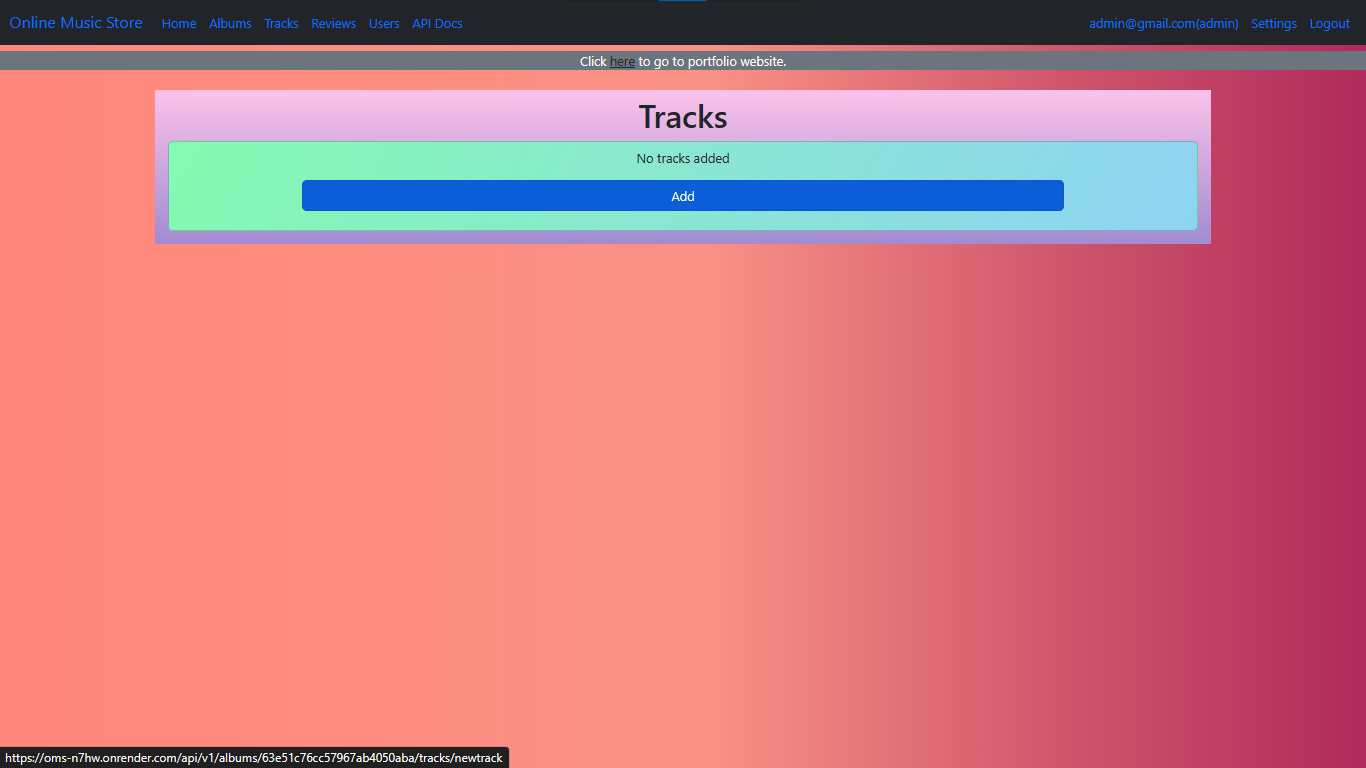 Online Music Store Home Albums Tracks Reviews Users API Docs admin@gmail.com(admin) Settings Logout
Click here to go to portfolio website.
Tracks
No tracks added
Add
https://oms-n7hw.onrender.com/api/v1/albums/63e51c76cc57967ab4050aba/tracks/newtrack